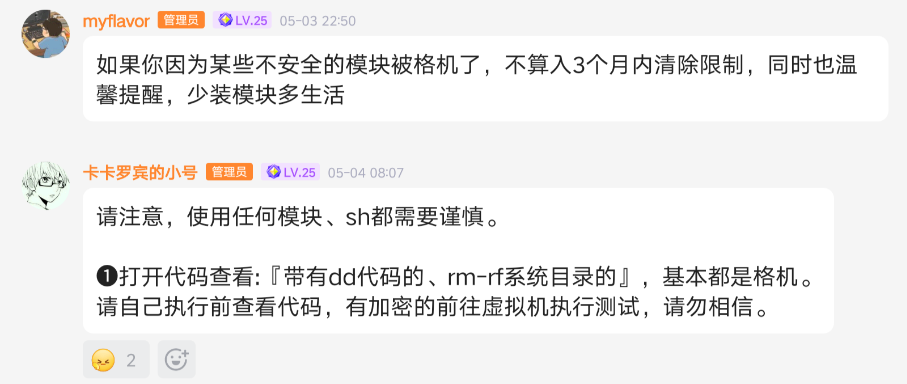 myflavor 管理员 LV.25 05-03 22:50
如果你因为某些不安全的模块被格机了，不算入3个月内清除限制，同时也温
馨提醒，少装模块多生活
卡卡罗宾的小号 管理员 LV.25 05-04 08:07
请注意，使用任何模块、sh都需要谨慎。
❶打开代码查看:『带有dd代码的、rm-rf系统目录的』，基本都是格机。
请自己执行前查看代码，有加密的前往虚拟机执行测试，请勿相信。
2